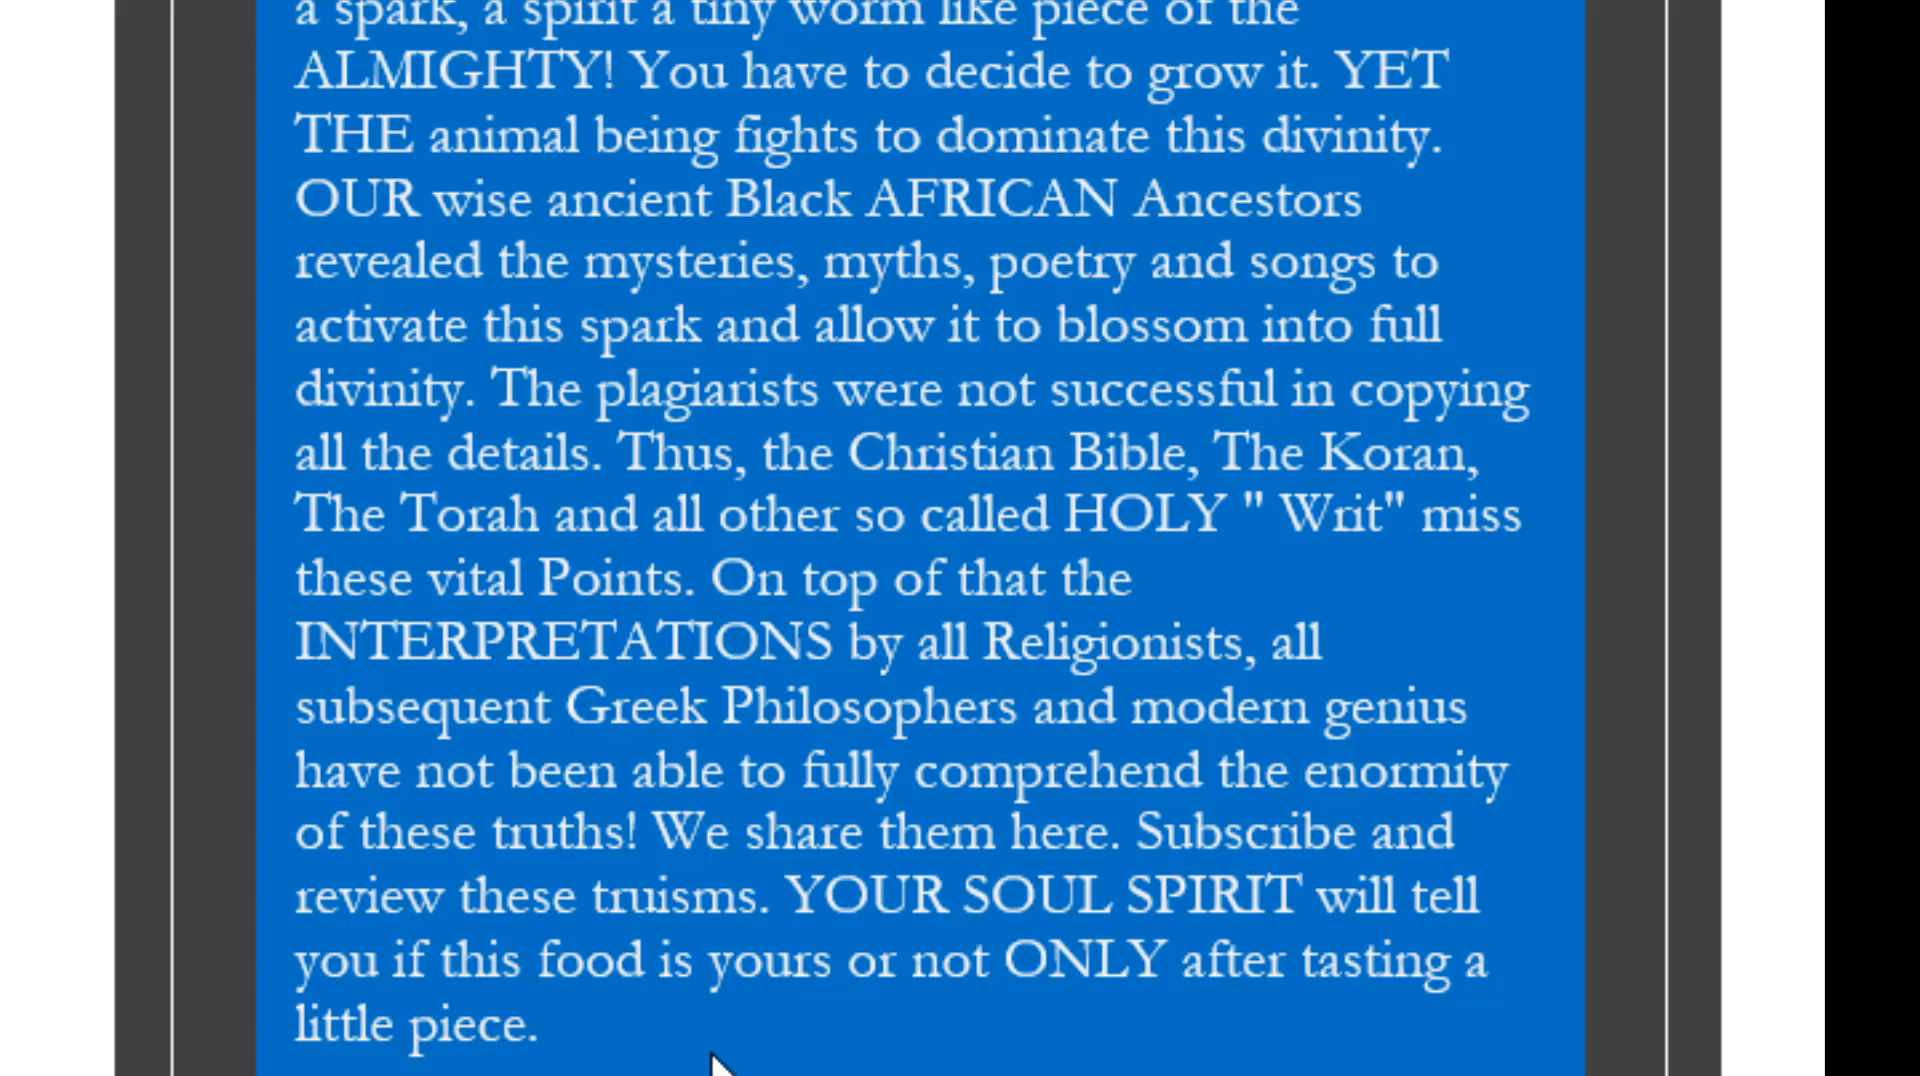 a spark, a spirit a tiny worm like piece of the
ALMIGHTY! You have to decide to grow it. YET
THE animal being fights to dominate this divinity.
OUR wise ancient Black AFRICAN Ancestors
revealed the mysteries, myths, poetry and songs to
activate this spark and allow it to blossom into full
divinity. The plagiarists were not successful in copying
all the details. Thus, the Christian Bible, The Koran,
The Torah and all other so called HOLY " Writ" miss
these vital Points. On top of that the
INTERPRETATIONS by all Religionists, all
subsequent Greek Philosophers and modern genius
have not been able to fully comprehend the enormity
of these truths! We share them here. Subscribe and
review these truisms. YOUR SOUL SPIRIT will tell
you if this food is yours or not ONLY after tasting a
little piece.